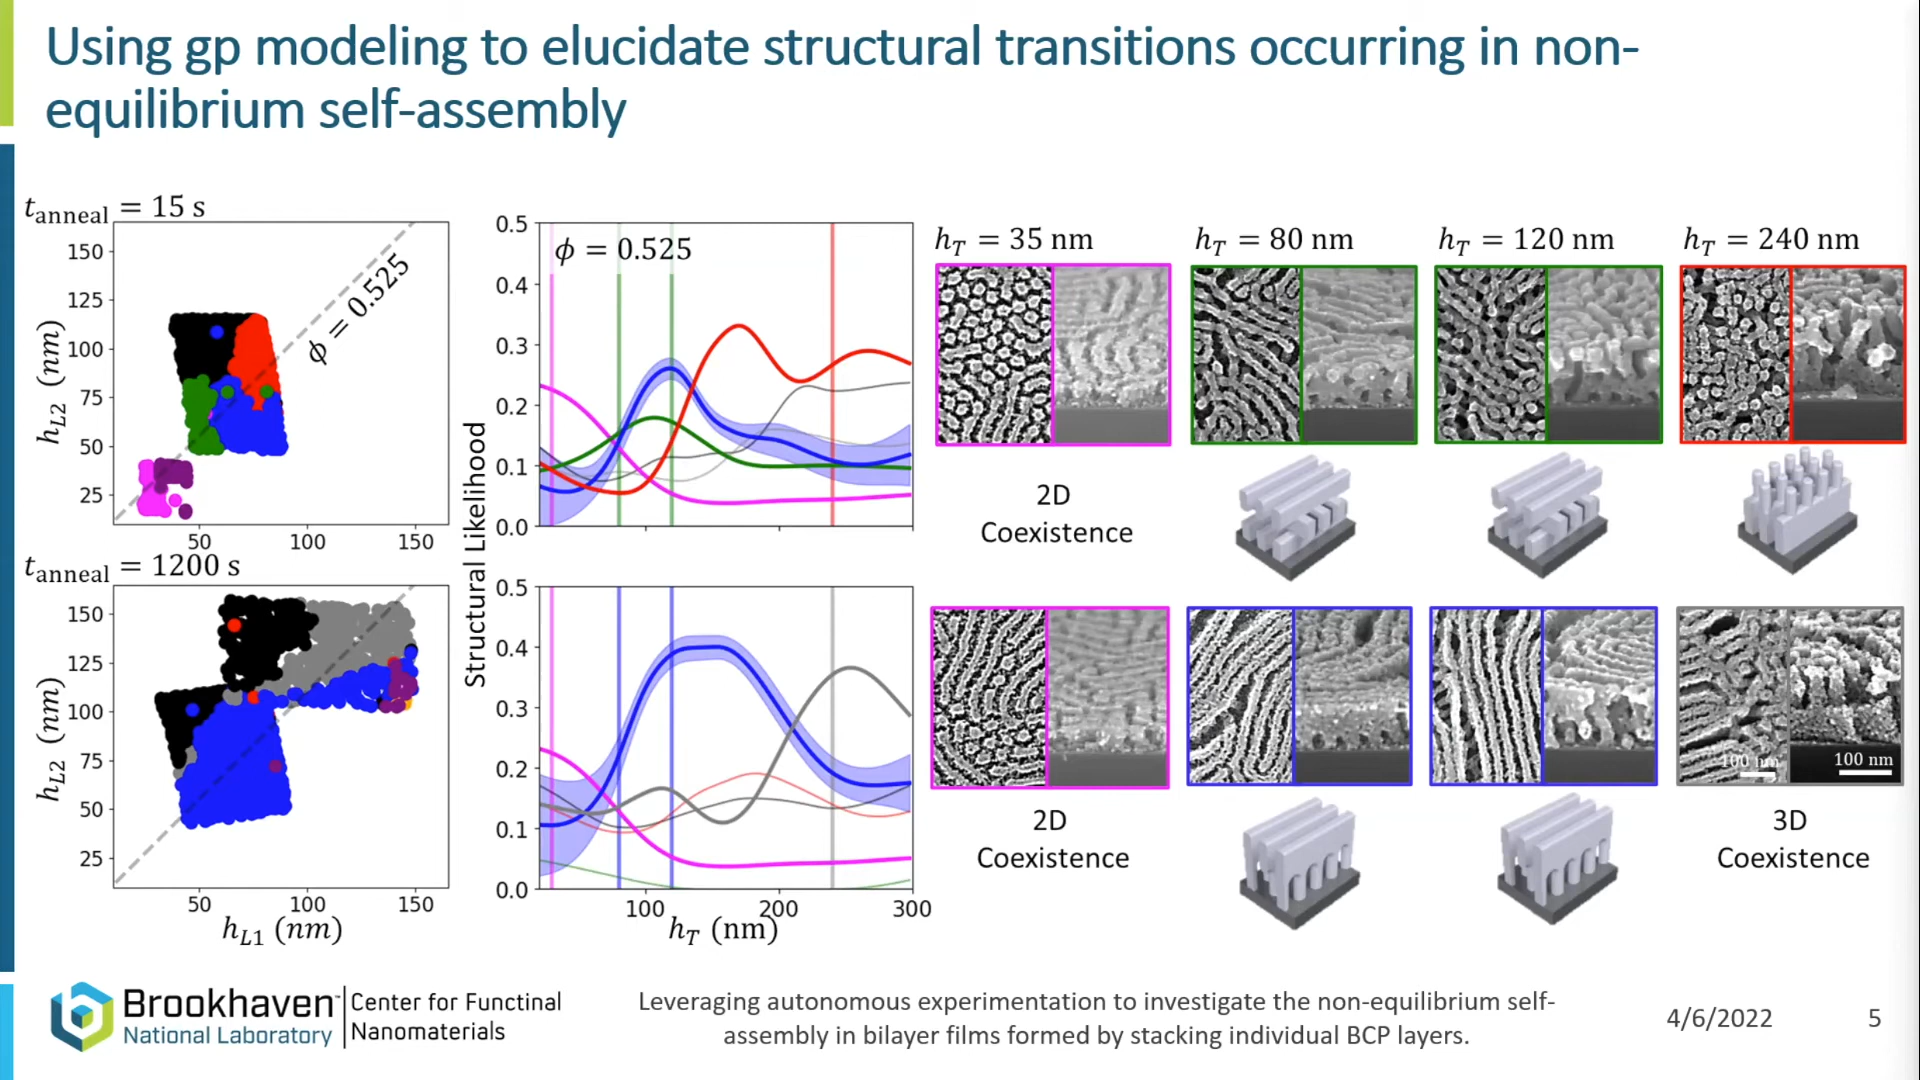 Using gp modeling to elucidate structural transitions occurring in non-
equilibrium self-assembly
t_anneal = 15 s
150
125
100
75
50
25
50
100
150
h_L2 (nm)
ϕ = 0.525
t_anneal = 1200 s
150
125
100
75
50
25
50
100
150
h_L2 (nm)
h_L1 (nm)
Structural Likelihood
0.5
0.4
0.3
0.2
0.1
0.0
ϕ = 0.525
0.5
0.4
0.3
0.2
0.1
0.0
100
200
300
h_T (nm)
h_T = 35 nm
h_T = 80 nm
h_T = 120 nm
h_T = 240 nm
2D
Coexistence
2D
Coexistence
100 nm
100 nm
3D
Coexistence
Brookhaven™
National Laboratory
Center for Functinal
Nanomaterials
Leveraging autonomous experimentation to investigate the non-equilibrium self-
assembly in bilayer films formed by stacking individual BCP layers.
4/6/2022
5